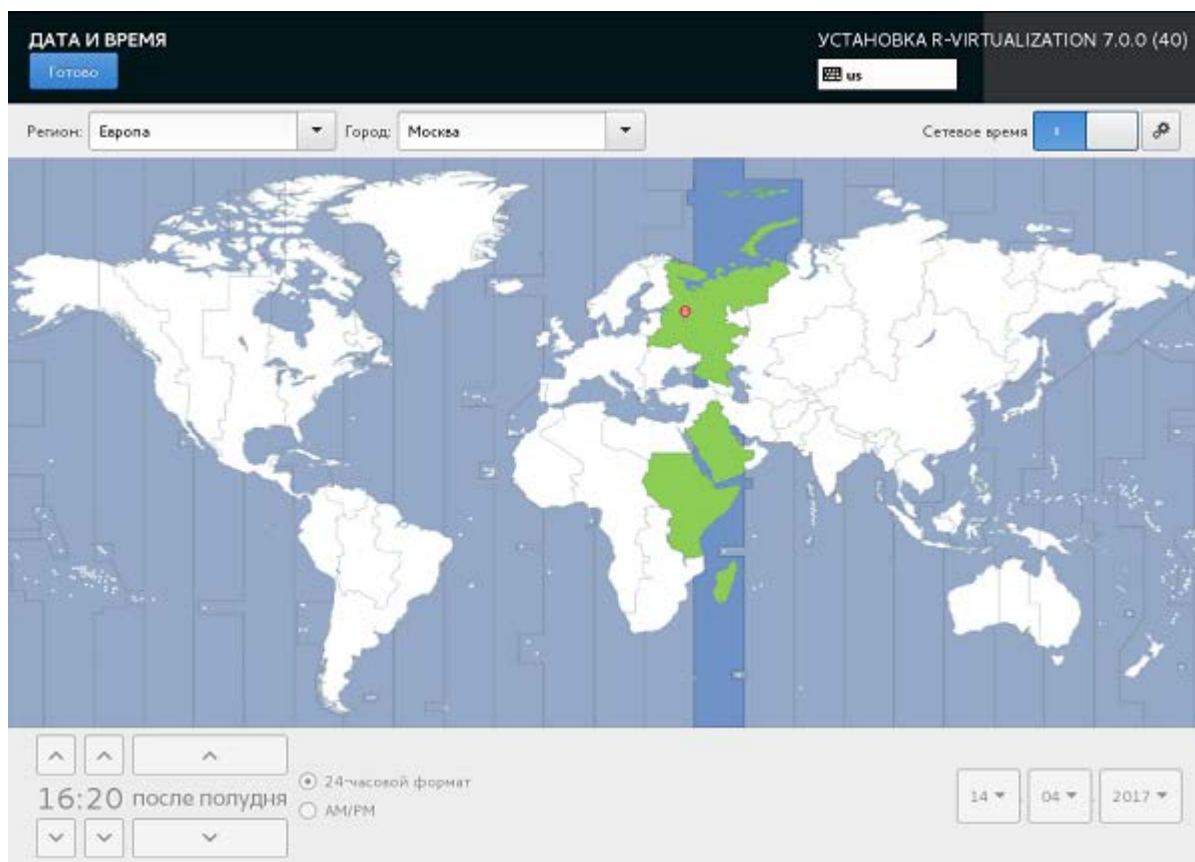 ДАТА И ВРЕМЯ
УСТАНОВКА R-VIRTUALIZATION 7.0.0 (40)
Готово
us
Регион: Европа Город: Москва Сетевое время
16:20 после полудня
24-часовой формат
AM/PM
14 . 04 . 2017